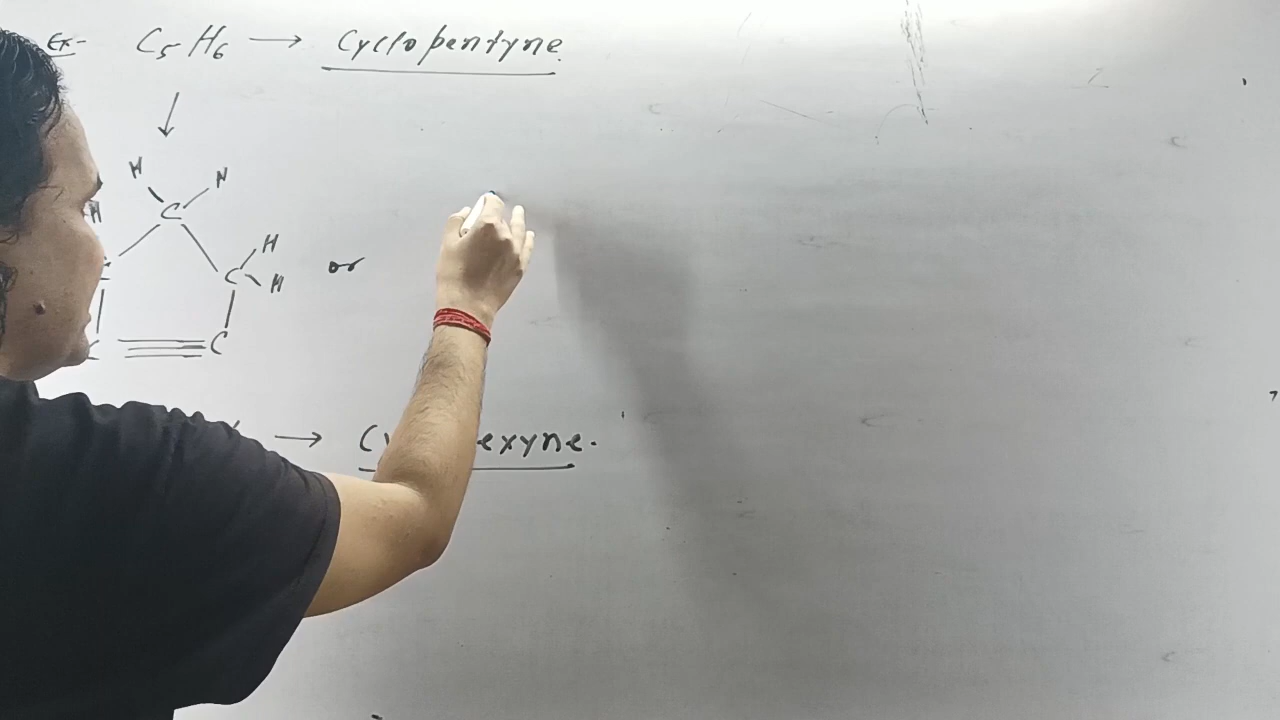 Ex- C5H6 → Cyclopentyne.
↓
H H
H C
C H
C H
or
C ≡ C
→ exyne.